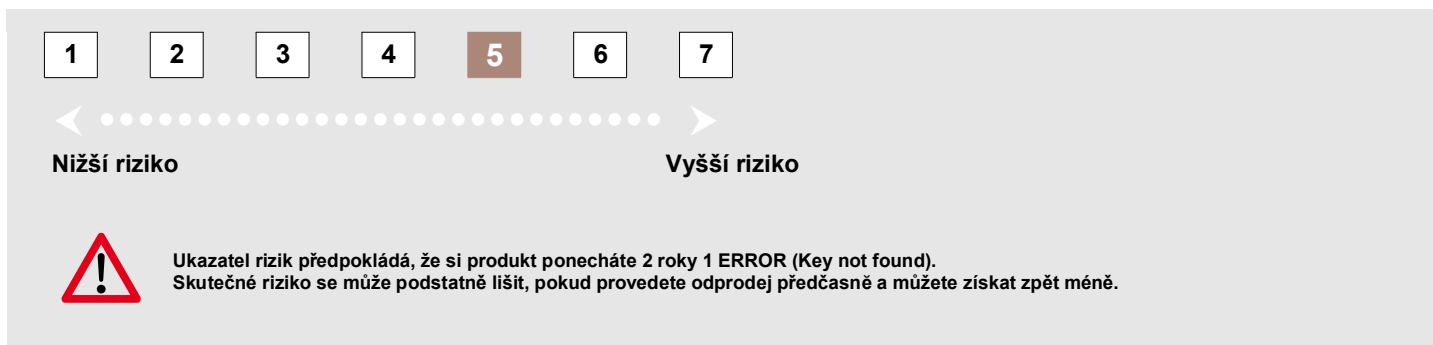 1 2 3 4 5 6 7
Nižší riziko Vyšší riziko
Ukazatel rizik předpokládá, že si produkt ponecháte 2 roky 1 ERROR (Key not found).
Skutečné riziko se může podstatně lišit, pokud provedete odprodej předčasně a můžete získat zpět méně.